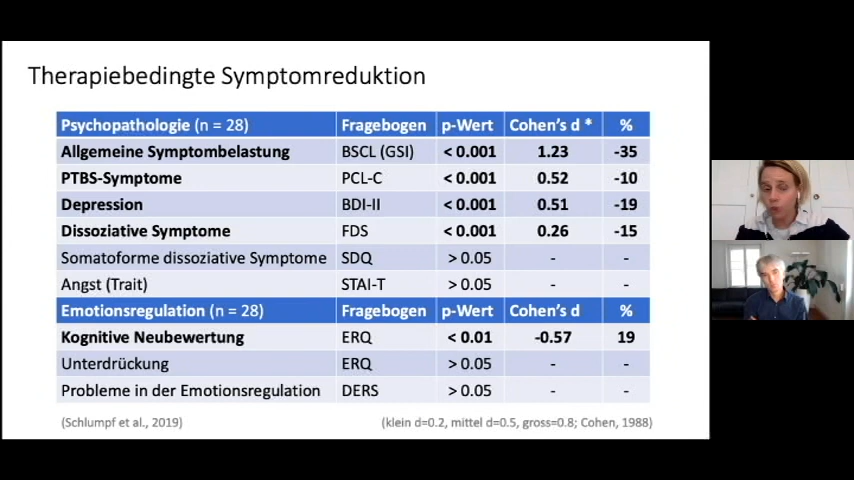 Therapiebedingte Symptomreduktion
Psychopathologie (n = 28) Fragebogen p-Wert Cohen's d * %
Allgemeine Symptombelastung BSCL (GSI) < 0.001 1.23 -35
PTBS-Symptome PCL-C < 0.001 0.52 -10
Depression BDI-II < 0.001 0.51 -19
Dissoziative Symptome FDS < 0.001 0.26 -15
Somatoforme dissoziative Symptome SDQ > 0.05 - -
Angst (Trait) STAI-T > 0.05 - -
Emotionsregulation (n = 28) Fragebogen p-Wert Cohen's d %
Kognitive Neubewertung ERQ < 0.01 -0.57 19
Unterdrückung ERQ > 0.05 - -
Probleme in der Emotionsregulation DERS > 0.05 - -
(Schlumpf et al., 2019) (klein d=0.2, mittel d=0.5, gross=0.8; Cohen, 1988)